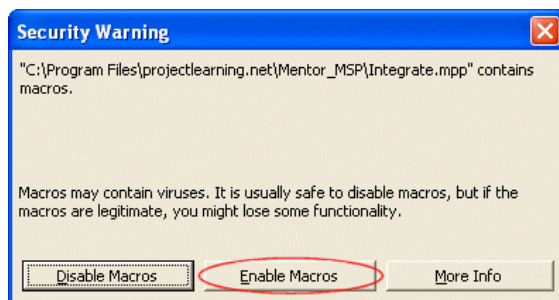 Security Warning
"C:\Program Files\projectlearning.net\Mentor_MSP\Integrate.mpp" contains
macros.
Macros may contain viruses. It is usually safe to disable macros, but if the
macros are legitimate, you might lose some functionality.
Disable Macros
Enable Macros
More Info